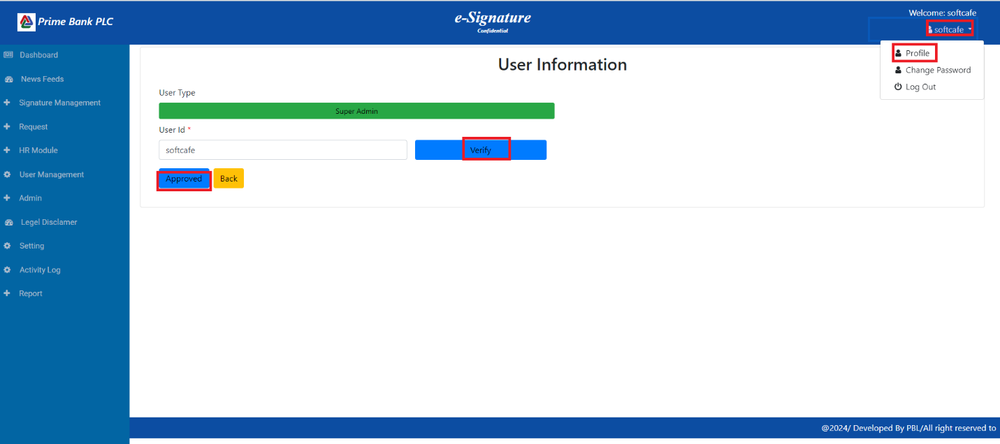 Prime Bank PLC
e-Signature
Confidential
Welcome: softcafe
softcafe
Profile
Change Password
Log Out
Dashboard
News Feeds
Signature Management
Request
HR Module
User Management
Admin
Legel Disclamer
Setting
Activity Log
Report
User Information
User Type
Super Admin
User Id *
softcafe
Verify
Approved
Back
@2024/ Developed By PBL/All right reserved to